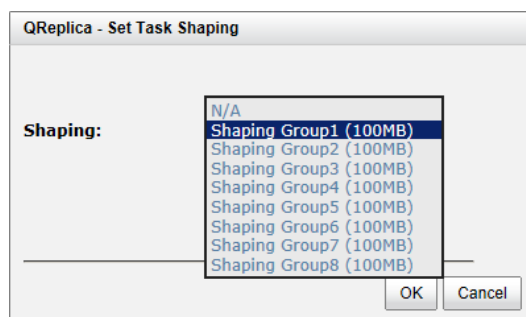 QReplica - Set Task Shaping
Shaping:
N/A
Shaping Group1 (100MB)
Shaping Group2 (100MB)
Shaping Group3 (100MB)
Shaping Group4 (100MB)
Shaping Group5 (100MB)
Shaping Group6 (100MB)
Shaping Group7 (100MB)
Shaping Group8 (100MB)
OK Cancel